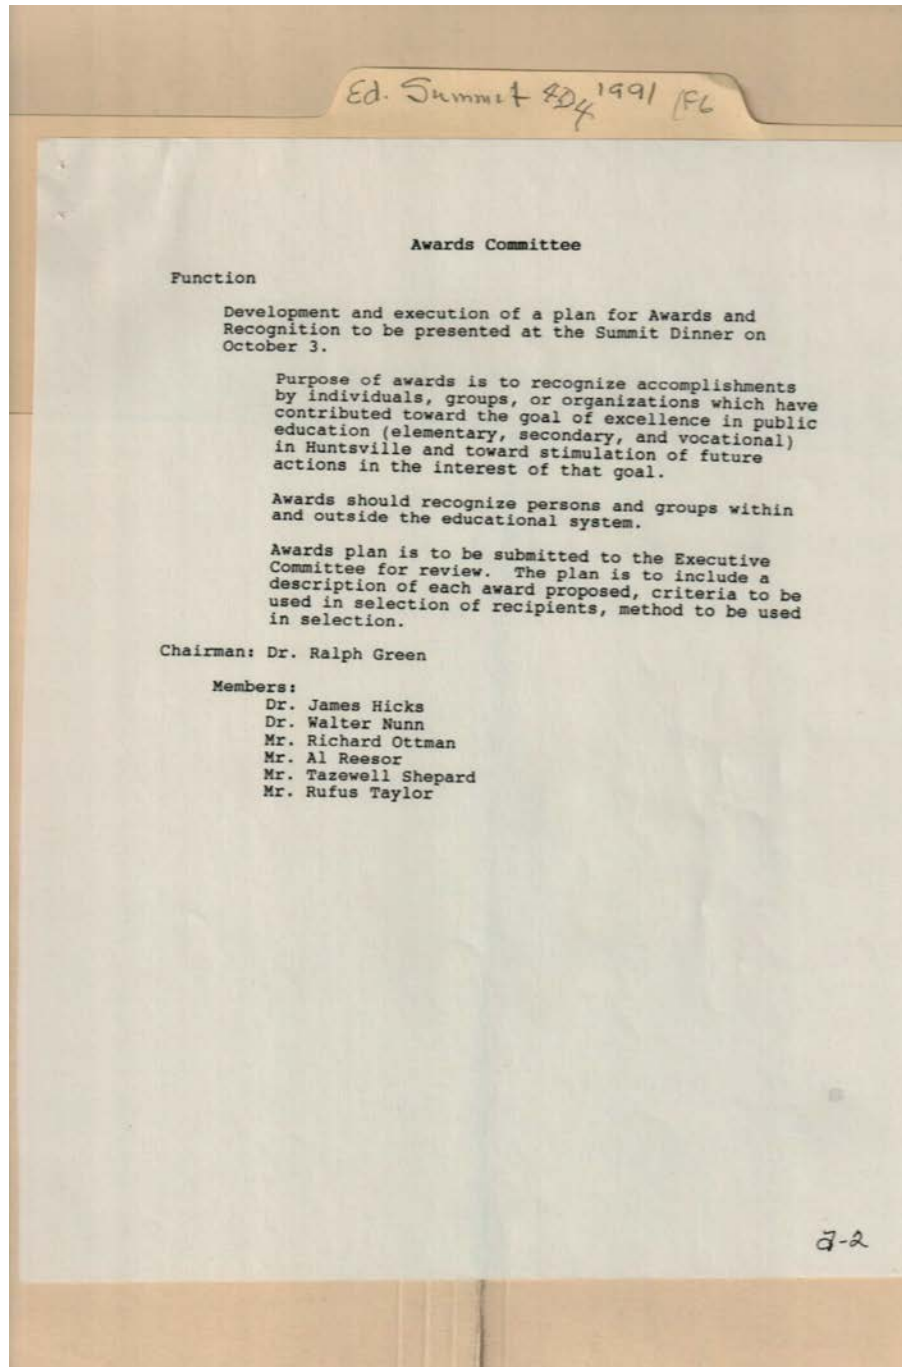 Ed. Summit 4D4 1991 (F6
Awards Committee
Function
Development and execution of a plan for Awards and
Recognition to be presented at the Summit Dinner on
October 3.
Purpose of awards is to recognize accomplishments
by individuals, groups, or organizations which have
contributed toward the goal of excellence in public
education (elementary, secondary, and vocational)
in Huntsville and toward stimulation of future
actions in the interest of that goal.
Awards should recognize persons and groups within
and outside the educational system.
Awards plan is to be submitted to the Executive
Committee for review. The plan is to include a
description of each award proposed, criteria to be
used in selection of recipients, method to be used
in selection.
Chairman: Dr. Ralph Green
Members:
Dr. James Hicks
Dr. Walter Nunn
Mr. Richard Ottman
Mr. Al Reesor
Mr. Tazewell Shepard
Mr. Rufus Taylor